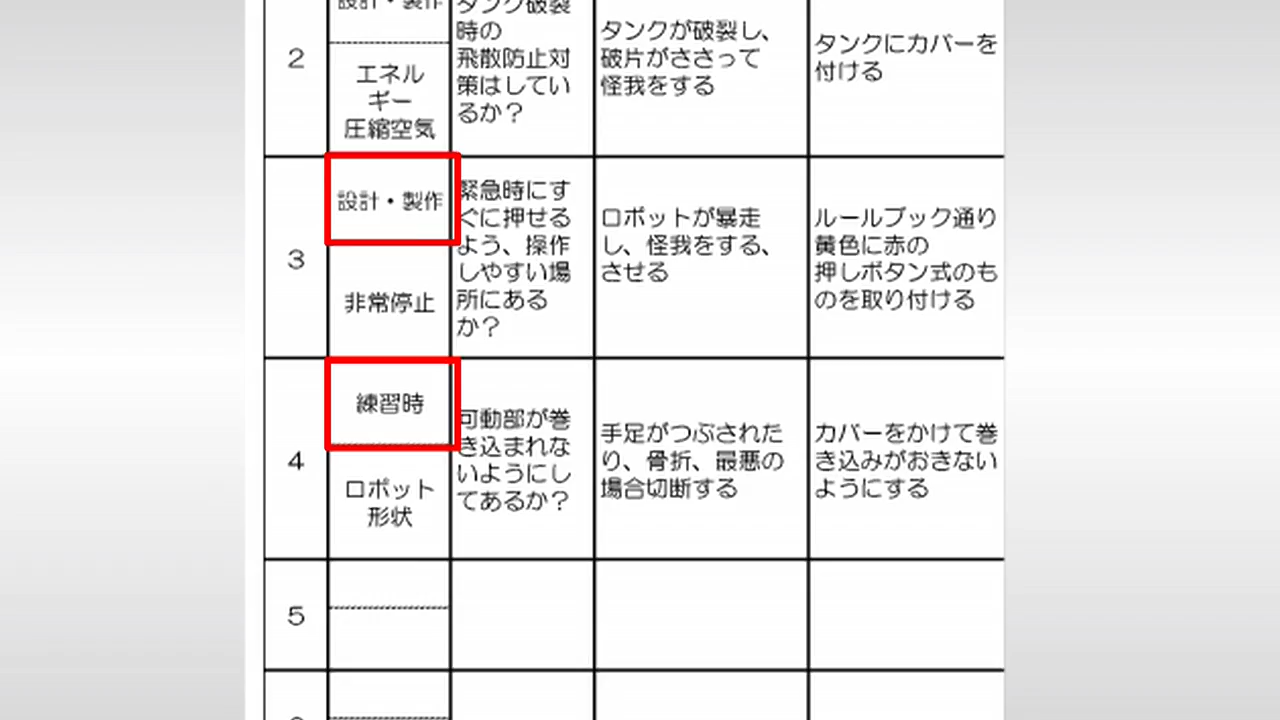 設計・製作
タンク破裂
時の
飛散防止対
策はしてい
るか？
2
エネル
ギー
圧縮空気
タンクが破裂し、
破片がささって
怪我をする
タンクにカバーを
付ける
3
設計・製作
非常停止
緊急時にす
ぐに押せる
よう、操作
しやすい場
所にある
か？
ロボットが暴走
し、怪我をする、
させる
ルールブック通り
黄色に赤の
押しボタン式のも
のを取り付ける
4
練習時
ロボット
形状
可動部が巻
き込まれな
いようにし
てあるか？
手足がつぶされた
り、骨折、最悪の
場合切断する
カバーをかけて巻
き込みがおきない
ようにする
5